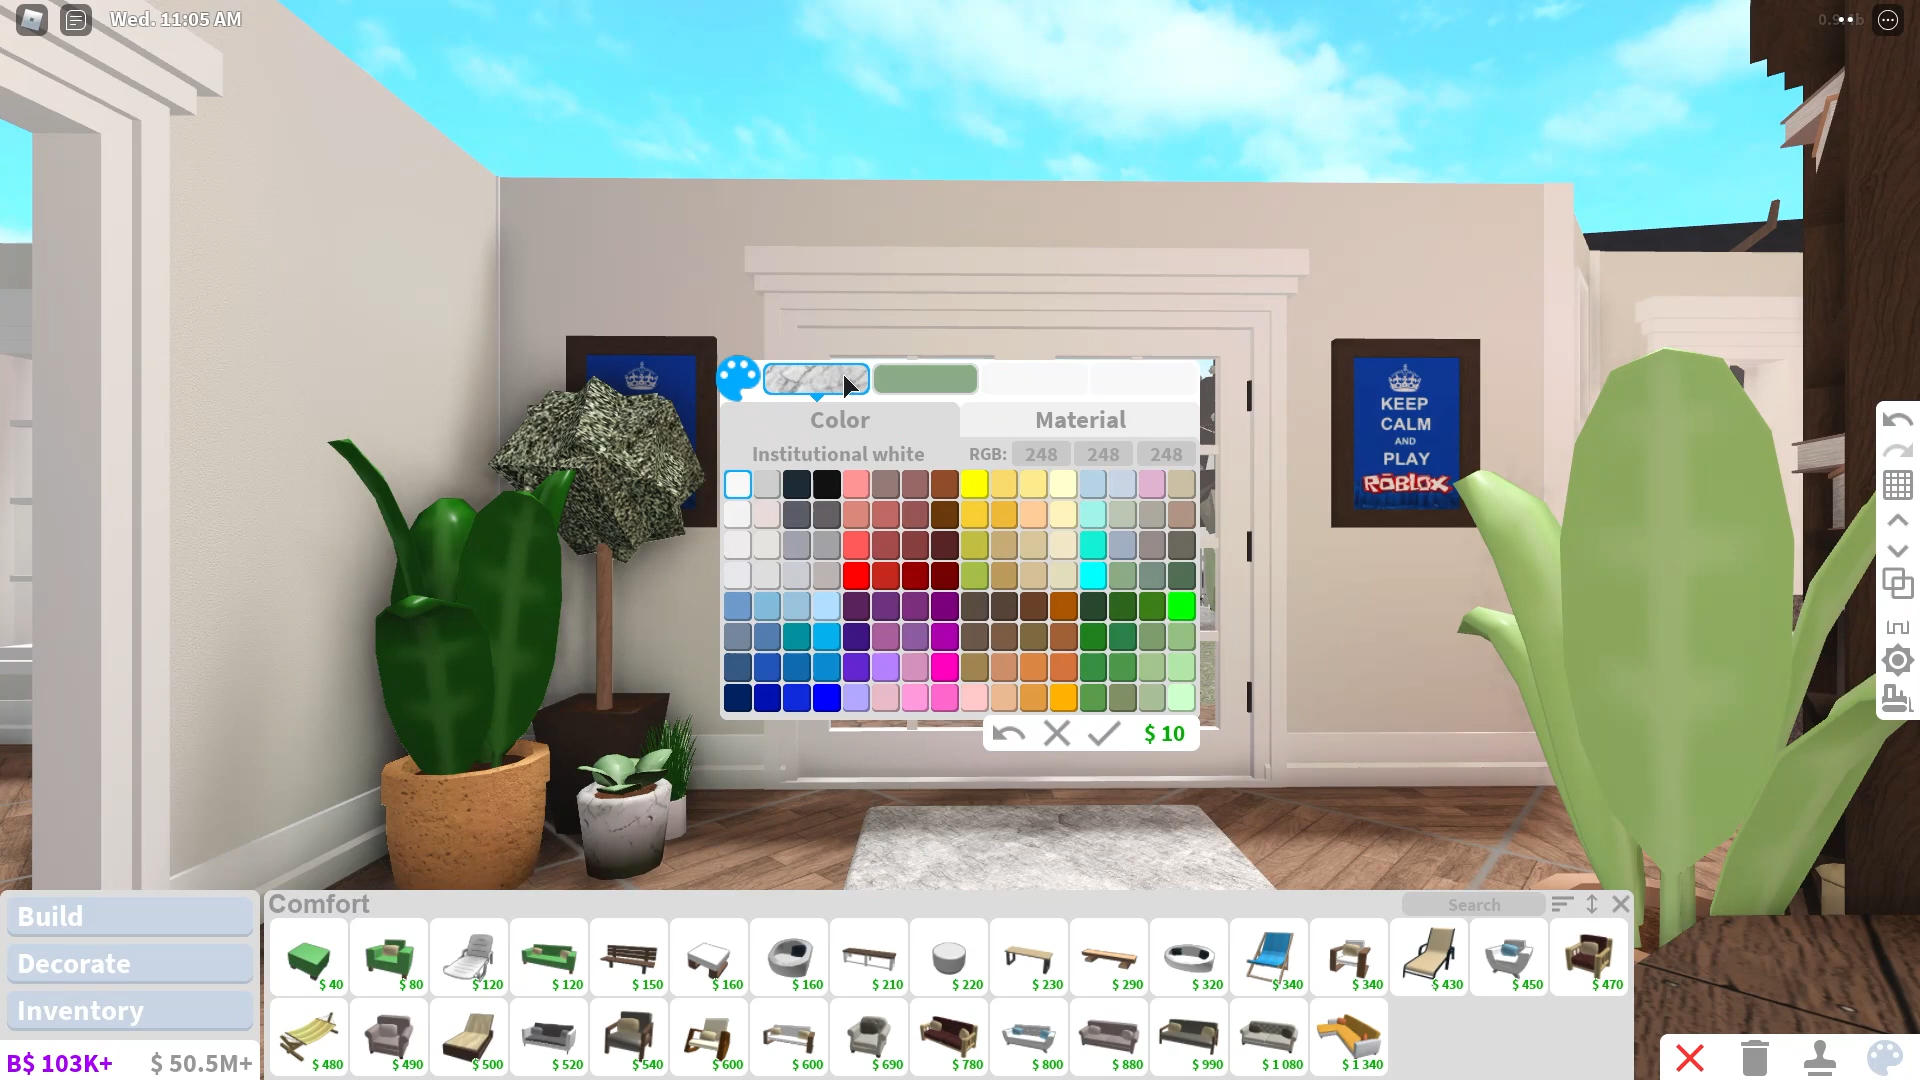 Wed. 11:05 AM
KEEP
CALM
AND
PLAY
ROBLOX
Color
Material
Institutional white
RGB: 248 248 248
$ 10
Build
Decorate
Inventory
B$ 103K+
$ 50.5M+
Comfort
Search
$ 40
$ 80
$ 120
$ 120
$ 150
$ 160
$ 160
$ 210
$ 220
$ 230
$ 290
$ 320
$ 340
$ 340
$ 430
$ 450
$ 470
$ 480
$ 490
$ 500
$ 520
$ 540
$ 600
$ 600
$ 690
$ 780
$ 800
$ 880
$ 990
$ 1 080
$ 1 340